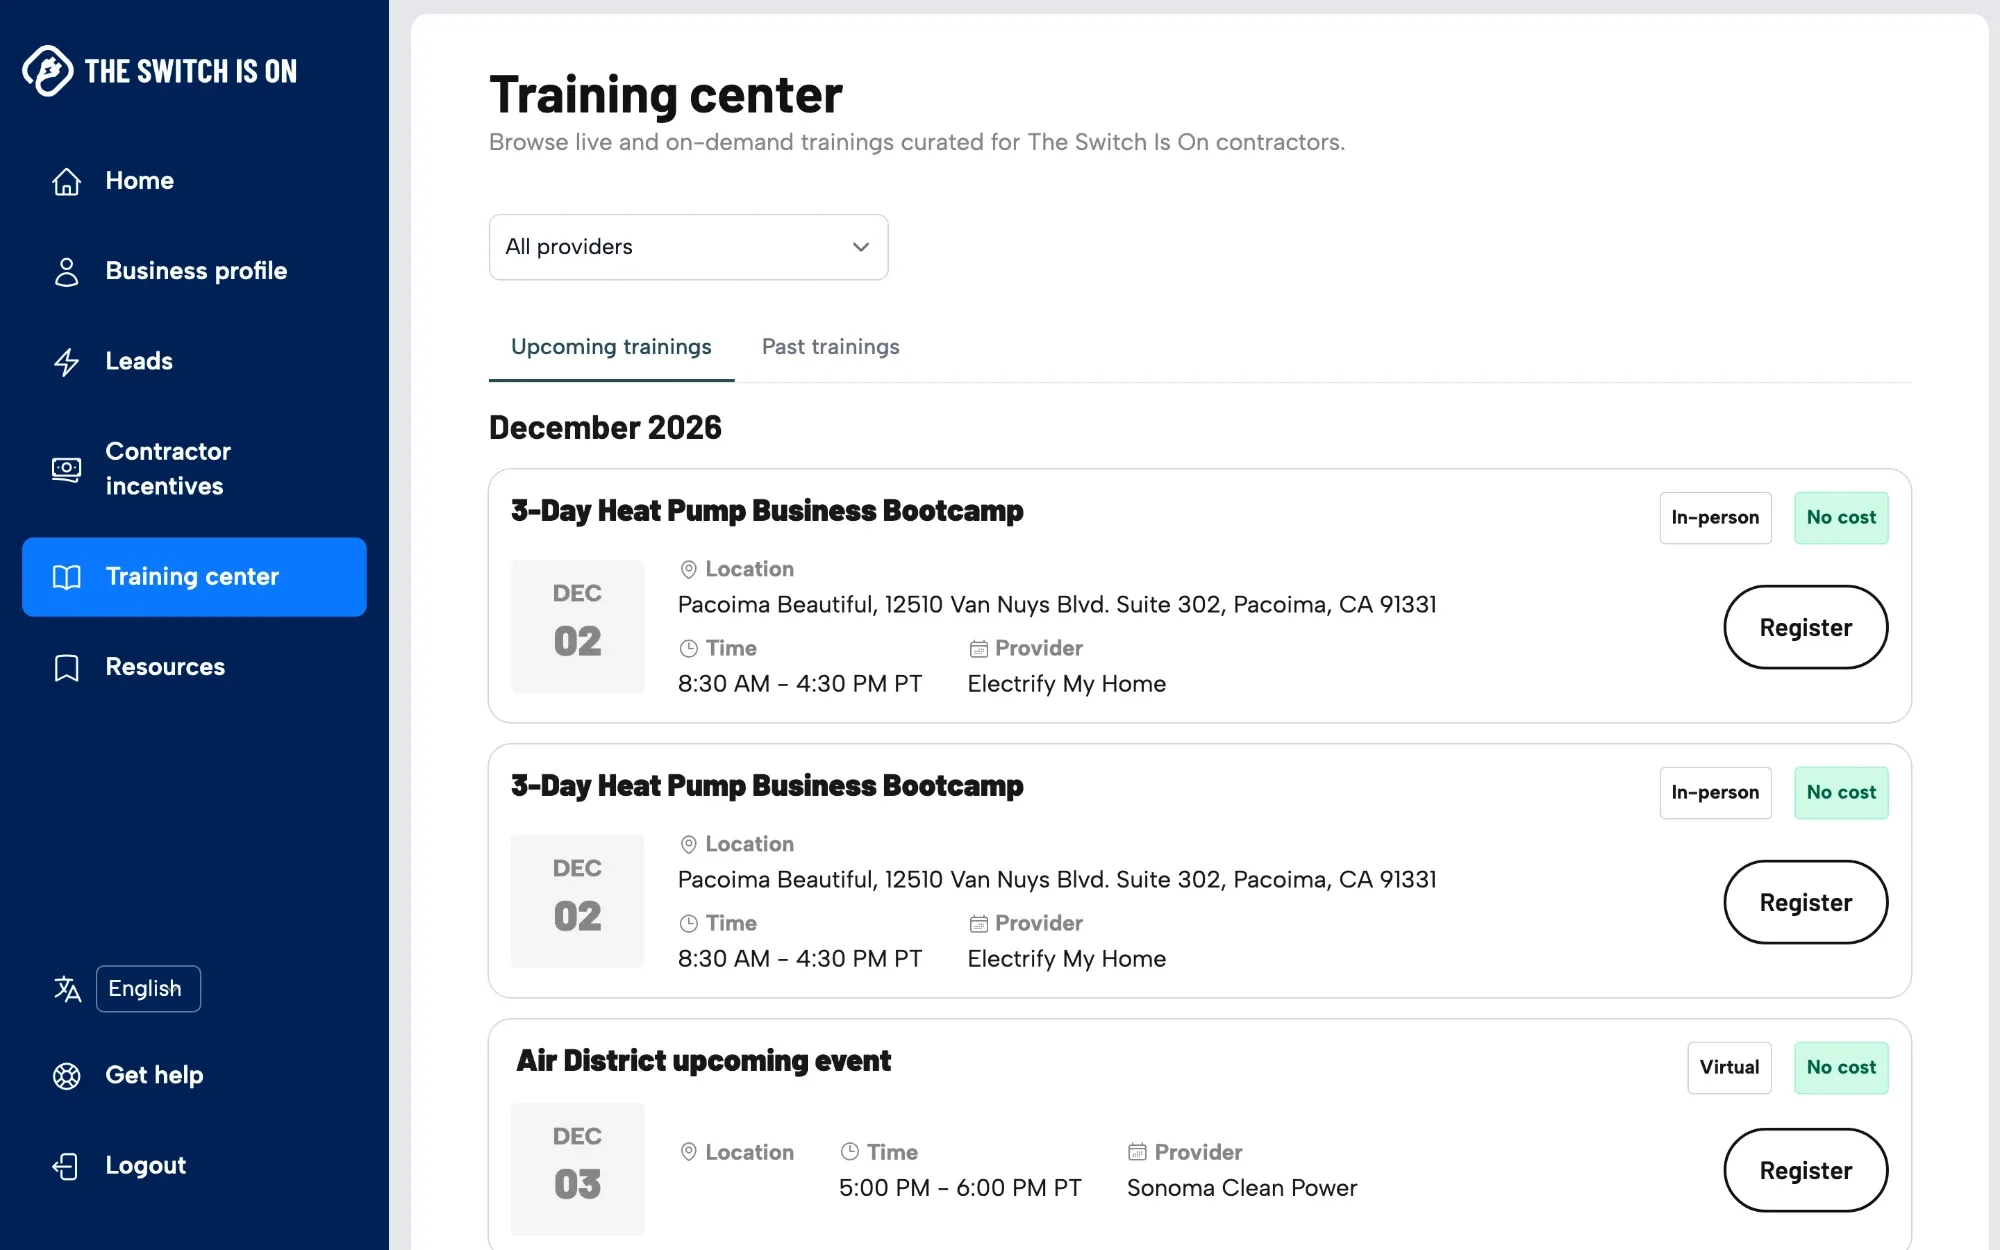 THE SWITCH IS ON
Home
Business profile
Leads
Contractor
incentives
Training center
Resources
English
Get help
Logout
Training center
Browse live and on-demand trainings curated for The Switch Is On contractors.
All providers
Upcoming trainings
Past trainings
December 2026
3-Day Heat Pump Business Bootcamp
In-person
No cost
DEC
02
Location
Pacoima Beautiful, 12510 Van Nuys Blvd. Suite 302, Pacoima, CA 91331
Time
8:30 AM - 4:30 PM PT
Provider
Electrify My Home
Register
3-Day Heat Pump Business Bootcamp
In-person
No cost
DEC
02
Location
Pacoima Beautiful, 12510 Van Nuys Blvd. Suite 302, Pacoima, CA 91331
Time
8:30 AM - 4:30 PM PT
Provider
Electrify My Home
Register
Air District upcoming event
Virtual
No cost
DEC
03
Location
Time
5:00 PM - 6:00 PM PT
Provider
Sonoma Clean Power
Register